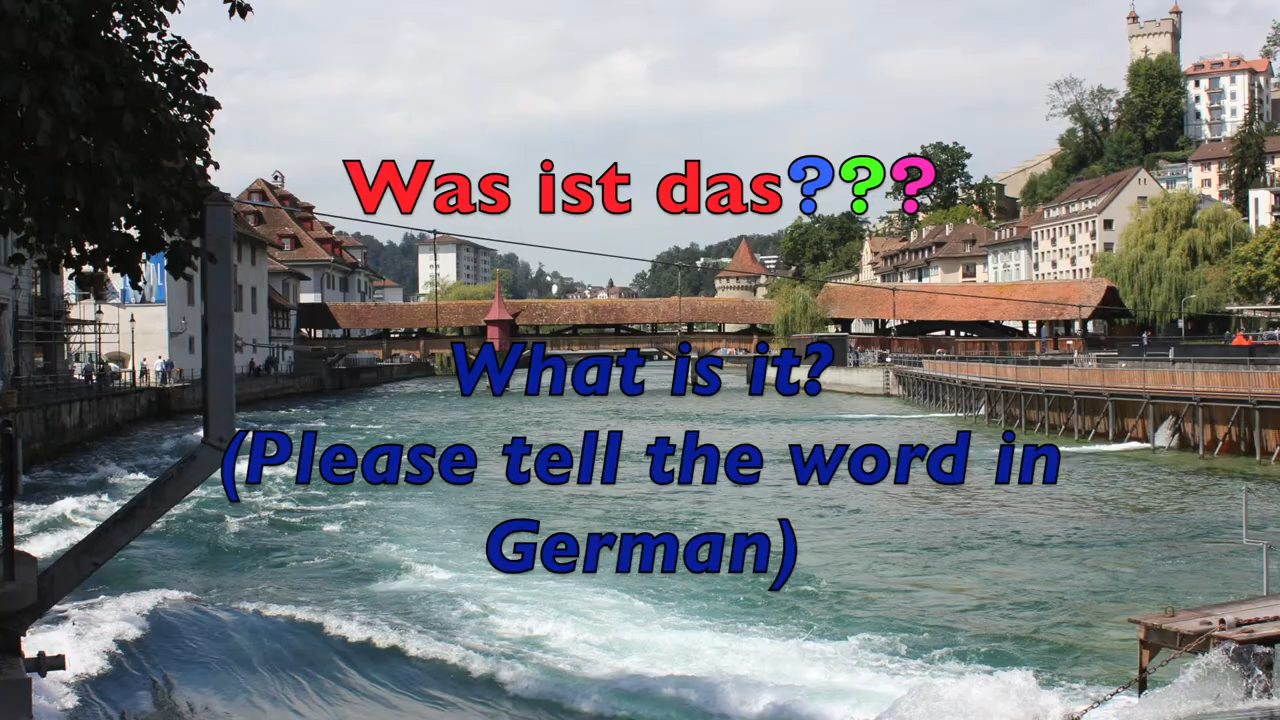 Was ist das???
What is it?
(Please tell the word in
German)